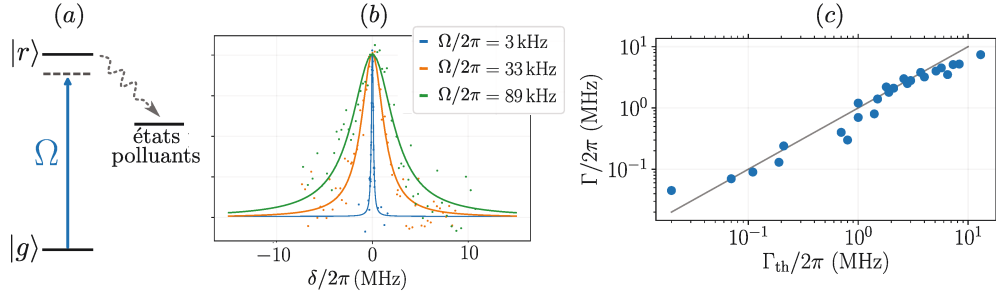 (a)
|r⟩
Ω
états
polluants
|g⟩
(b)
Ω/2π = 3 kHz
Ω/2π = 33 kHz
Ω/2π = 89 kHz
−10
0
10
δ/2π (MHz)
(c)
Γ/2π (MHz)
10¹
10⁰
10⁻¹
10⁻¹
10⁰
10¹
Γth/2π (MHz)